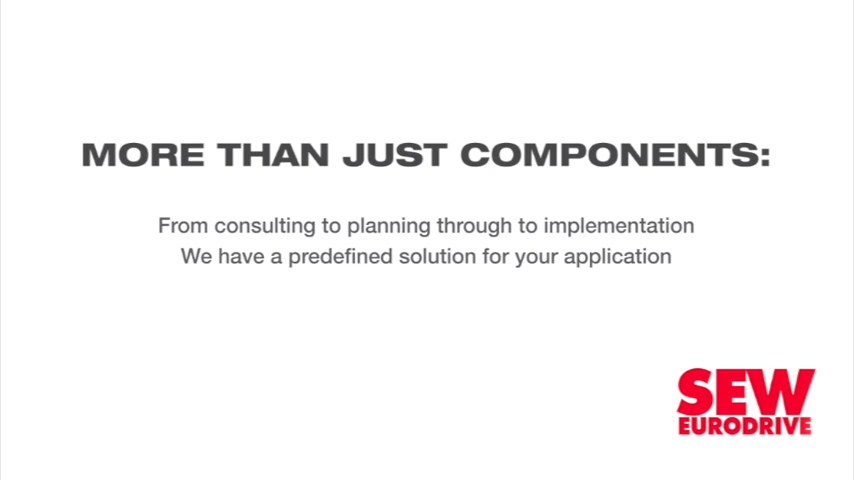 MORE THAN JUST COMPONENTS:
From consulting to planning through to implementation
We have a predefined solution for your application
SEW
EURODRIVE